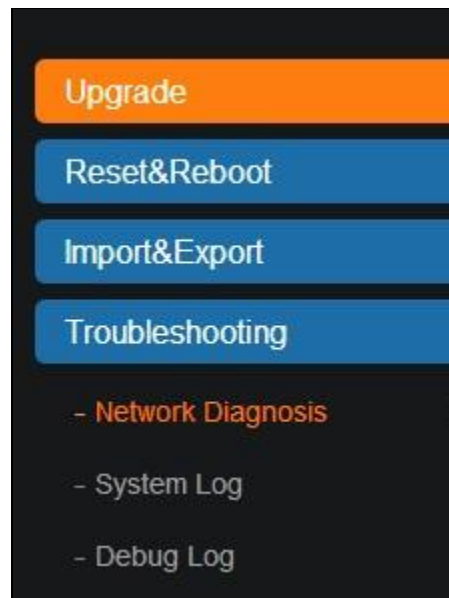 Upgrade
Reset&Reboot
Import&Export
Troubleshooting
- Network Diagnosis
- System Log
- Debug Log